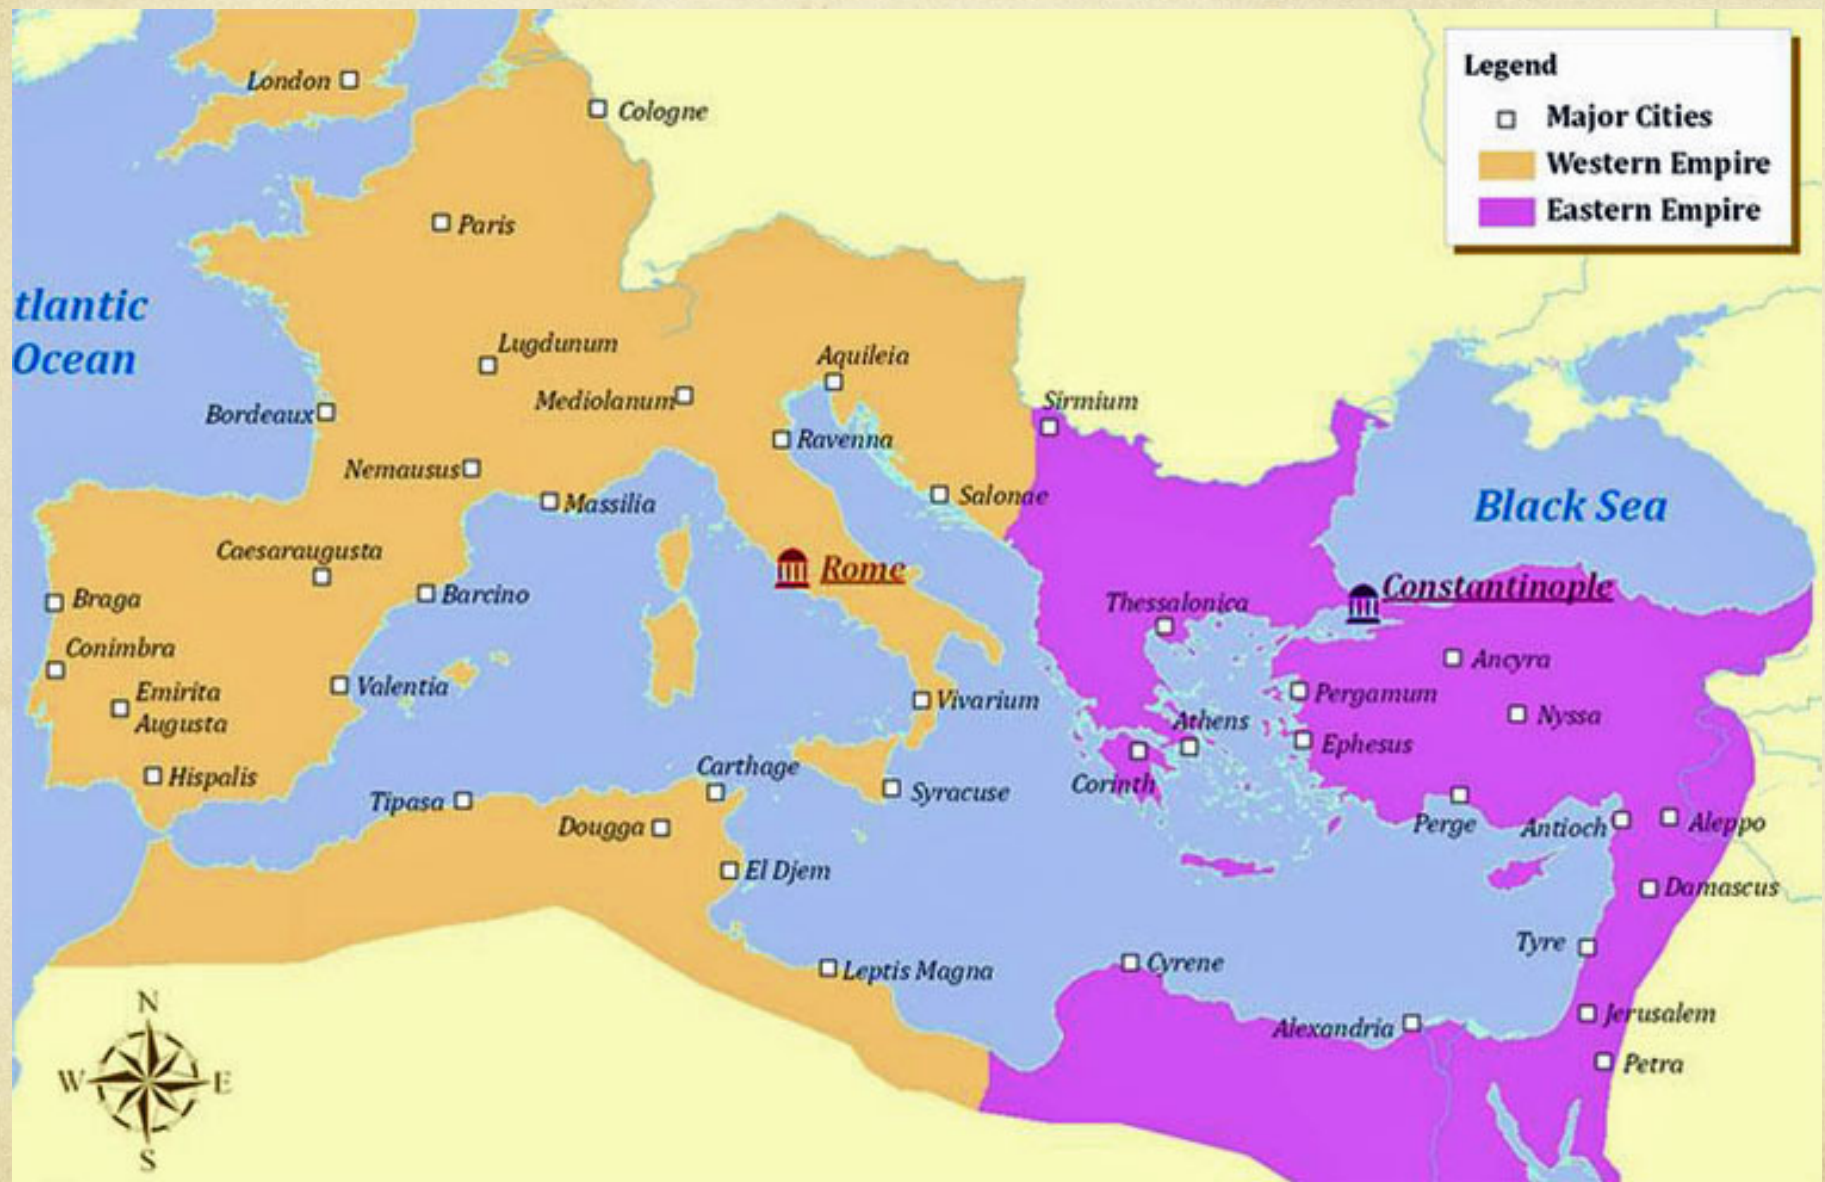 Legend
Major Cities
Western Empire
Eastern Empire
London
Cologne
Paris
tlantic
Ocean
Lugdunum
Aquileia
Mediolanum
Bordeaux
Sirmium
Ravenna
Nemausus
Massilia
Salonae
Black Sea
Caesaraugusta
Rome
Constantinople
Braga
Barcino
Thessalonica
Conimbra
Ancyra
Emirita
Augusta
Valentia
Vivarium
Pergamum
Nyssa
Athens
Ephesus
Hispalis
Carthage
Corinth
Syracuse
Tipasa
Dougga
Perge
Antioch
Aleppo
El Djem
Damascus
Tyre
Leptis Magna
Cyrene
Jerusalem
Alexandria
Petra
N
W
E
S